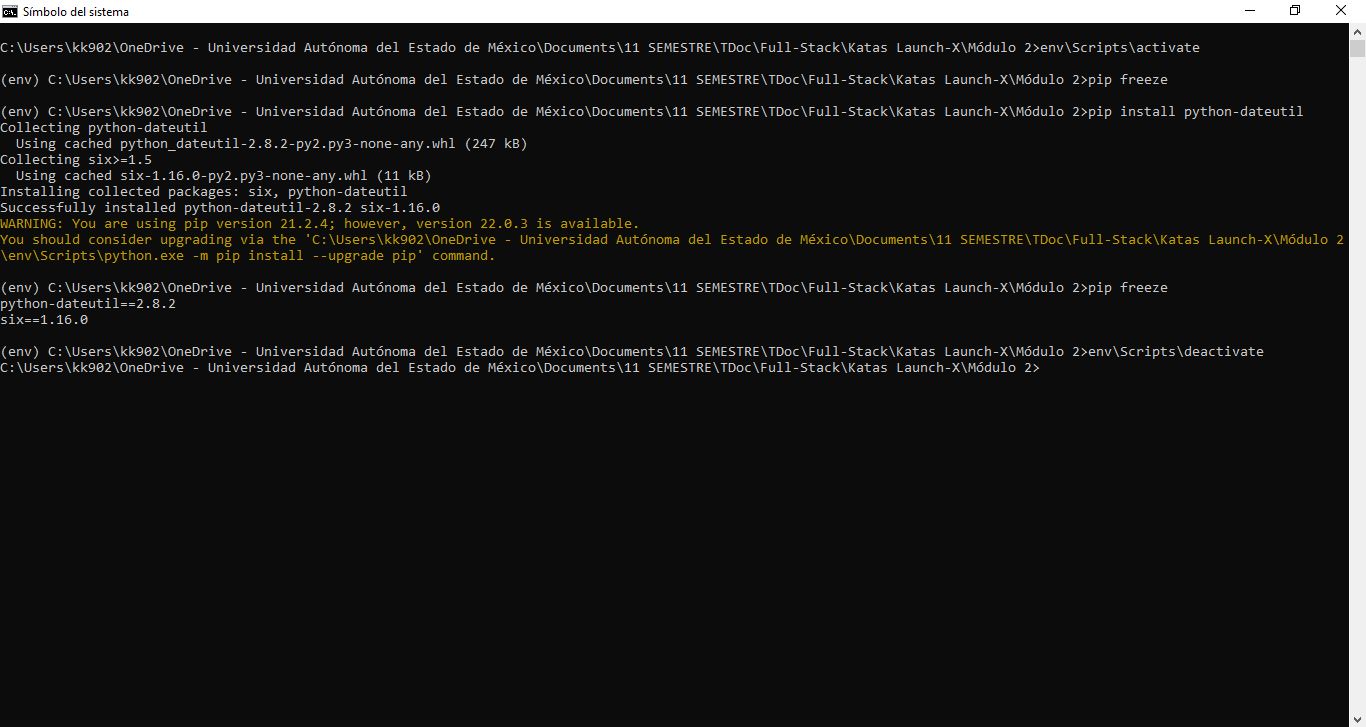 Símbolo del sistema
C:\Users\kk902\OneDrive - Universidad Autónoma del Estado de México\Documents\11 SEMESTRE\TDoc\Full-Stack\Katas Launch-X\Módulo 2>env\Scripts\activate
(env) C:\Users\kk902\OneDrive - Universidad Autónoma del Estado de México\Documents\11 SEMESTRE\TDoc\Full-Stack\Katas Launch-X\Módulo 2>pip freeze
(env) C:\Users\kk902\OneDrive - Universidad Autónoma del Estado de México\Documents\11 SEMESTRE\TDoc\Full-Stack\Katas Launch-X\Módulo 2>pip install python-dateutil
Collecting python-dateutil
  Using cached python_dateutil-2.8.2-py2.py3-none-any.whl (247 kB)
Collecting six>=1.5
  Using cached six-1.16.0-py2.py3-none-any.whl (11 kB)
Installing collected packages: six, python-dateutil
Successfully installed python-dateutil-2.8.2 six-1.16.0
WARNING: You are using pip version 21.2.4; however, version 22.0.3 is available.
You should consider upgrading via the 'C:\Users\kk902\OneDrive - Universidad Autónoma del Estado de México\Documents\11 SEMESTRE\TDoc\Full-Stack\Katas Launch-X\Módulo 2
\env\Scripts\python.exe -m pip install --upgrade pip' command.
(env) C:\Users\kk902\OneDrive - Universidad Autónoma del Estado de México\Documents\11 SEMESTRE\TDoc\Full-Stack\Katas Launch-X\Módulo 2>pip freeze
python-dateutil==2.8.2
six==1.16.0
(env) C:\Users\kk902\OneDrive - Universidad Autónoma del Estado de México\Documents\11 SEMESTRE\TDoc\Full-Stack\Katas Launch-X\Módulo 2>env\Scripts\deactivate
C:\Users\kk902\OneDrive - Universidad Autónoma del Estado de México\Documents\11 SEMESTRE\TDoc\Full-Stack\Katas Launch-X\Módulo 2>